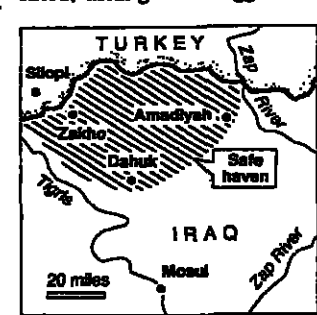 TURKEY
Silopi
Zap
River
Amadiyah
Zakho
Dahuk
Safe
haven
Tigris
IRAQ
Zap River
20 miles
Mosul